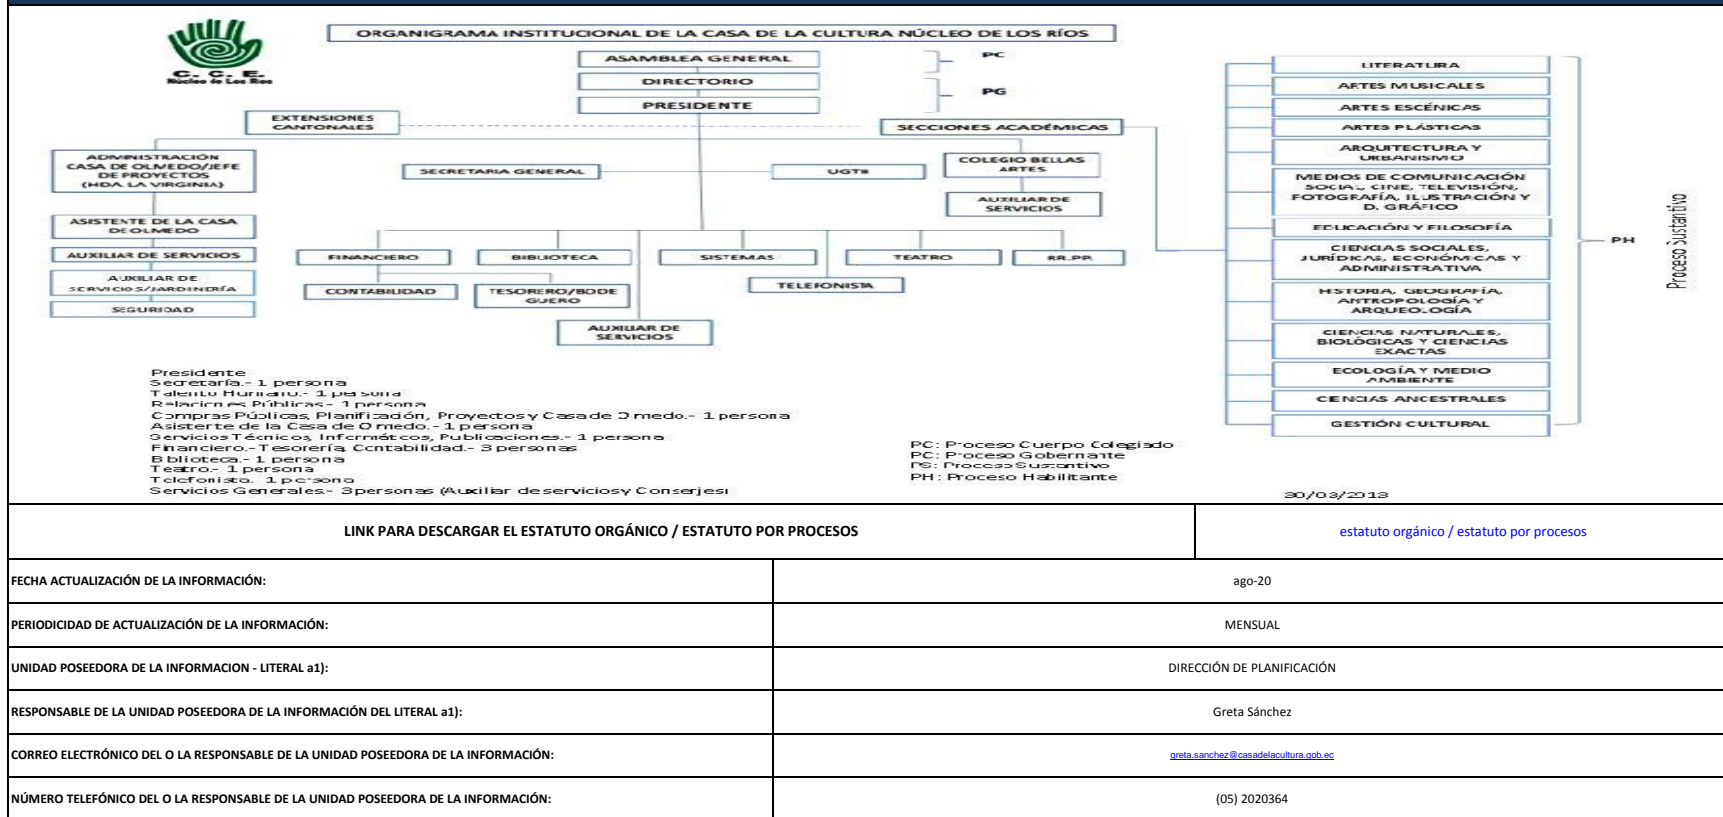 ORGANIGRAMA INSTITUCIONAL DE LA CASA DE LA CULTURA NÚCLEO DE LOS RÍOS
C. C. E.
Núcleo de Los Ríos
ASAMBLEA GENERAL
PC
DIRECTORIO
PG
PRESIDENTE
EXTENSIONES
CANTONALES
SECCIONES ACADÉMICAS
ADMINISTRACIÓN
CASA DE OLMEDO/JEFE
DE PROYECTOS
(HDA. LA VIRGINIA)
SECRETARIA GENERAL
UGTH
COLEGIO BELLAS
ARTES
AUXILIAR DE
SERVICIOS
ASISTENTE DE LA CASA
DE OLMEDO
AUXILIAR DE SERVICIOS
AUXILIAR DE
SERVICIOS/JARDINERÍA
SEGURIDAD
FINANCIERO
BIBLIOTECA
SISTEMAS
TEATRO
RR.PP.
CONTABILIDAD
TESORERO/BODE
GUERO
TELEFONISTA
AUXILIAR DE
SERVICIOS
LITERATURA
ARTES MUSICALES
ARTES ESCÉNICAS
ARTES PLÁSTICAS
ARQUITECTURA Y
URBANISMO
MEDIOS DE COMUNICACIÓN
SOCIAL, CINE, TELEVISIÓN,
FOTOGRAFÍA, ILUSTRACIÓN Y
D. GRÁFICO
EDUCACIÓN Y FILOSOFÍA
CIENCIAS SOCIALES,
JURÍDICAS, ECONÓMICAS Y
ADMINISTRATIVA
HISTORIA, GEOGRAFÍA,
ANTROPOLOGÍA Y
ARQUEOLOGÍA
CIENCIAS NATURALES,
BIOLÓGICAS Y CIENCIAS
EXACTAS
ECOLOGÍA Y MEDIO
AMBIENTE
CIENCIAS ANCESTRALES
GESTIÓN CULTURAL
PH
Proceso Sustantivo
Presidente
Secretaría.- 1 persona
Talento Humano.- 1 persona
Relaciones Públicas.- 1 persona
Compras Públicas, Planifización, Proyectos y Casa de Olmedo.- 1 persona
Asistente de la Casa de Olmedo.- 1 persona
Servicios Técnicos, Informáticos, Publicaciones.- 1 persona
Financiero.- Tesorería, Contabilidad.- 3 personas
Biblioteca.- 1 persona
Teatro.- 1 persona
Telefonista.- 1 persona
Servicios Generales.- 3 personas (Auxiliar de servicios y Conserjes)
PC: Proceso Cuerpo Colegiado
PC: Proceso Gobernante
PS: Proceso Sustantivo
PH: Proceso Habilitante
LINK PARA DESCARGAR EL ESTATUTO ORGÁNICO / ESTATUTO POR PROCESOS
estatuto orgánico / estatuto por procesos
FECHA ACTUALIZACIÓN DE LA INFORMACIÓN:
ago-20
PERIODICIDAD DE ACTUALIZACIÓN DE LA INFORMACIÓN:
MENSUAL
UNIDAD POSEEDORA DE LA INFORMACION - LITERAL a1):
DIRECCIÓN DE PLANIFICACIÓN
RESPONSABLE DE LA UNIDAD POSEEDORA DE LA INFORMACIÓN DEL LITERAL a1):
Greta Sánchez
CORREO ELECTRÓNICO DEL O LA RESPONSABLE DE LA UNIDAD POSEEDORA DE LA INFORMACIÓN:
greta.sanchez@casadelacultura.gob.ec
NÚMERO TELEFÓNICO DEL O LA RESPONSABLE DE LA UNIDAD POSEEDORA DE LA INFORMACIÓN:
(05) 2020364